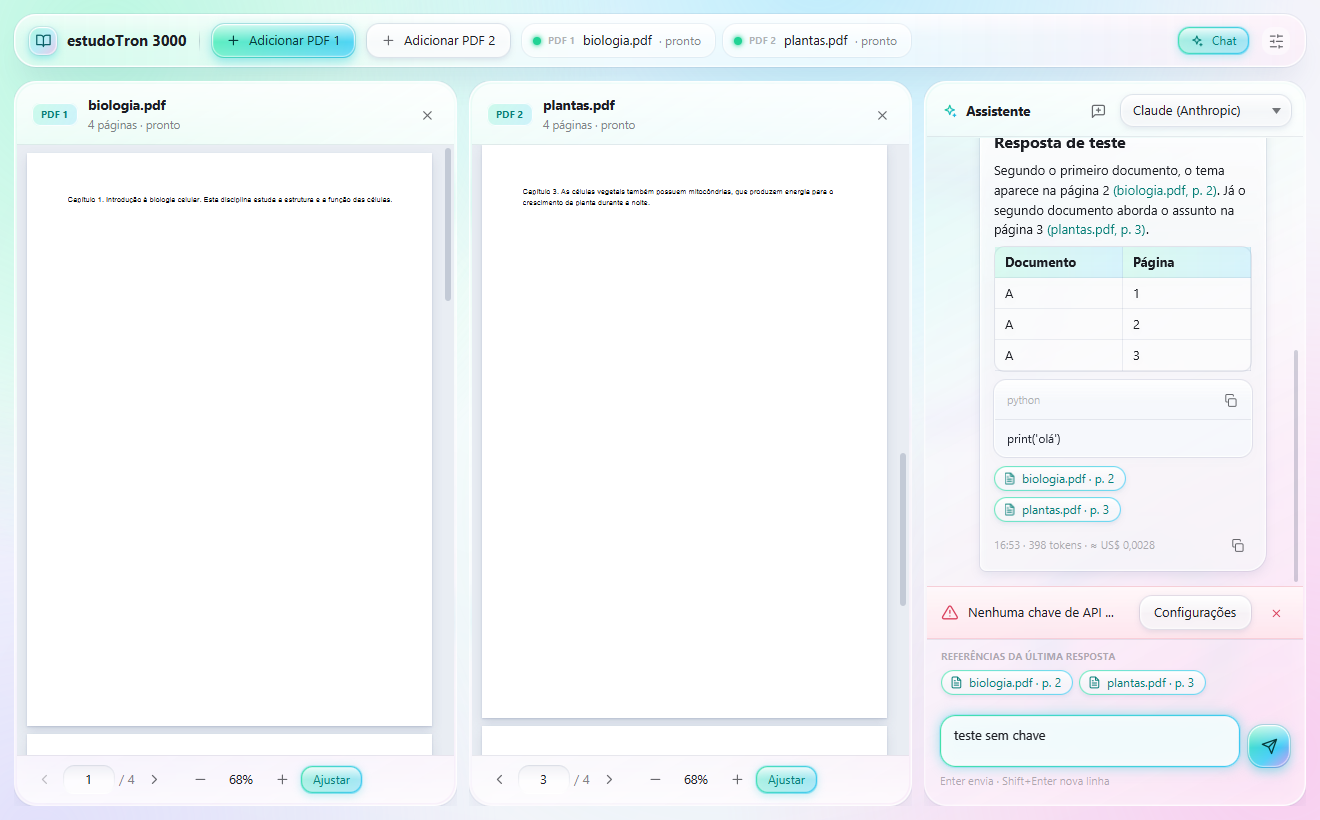 estudoTron 3000
Adicionar PDF 1
Adicionar PDF 2
PDF 1 biologia.pdf · pronto
PDF 2 plantas.pdf · pronto
Chat
PDF 1
biologia.pdf
4 páginas · pronto
Capítulo 1. Introdução à biologia celular. Esta disciplina estuda a estrutura e a função das células.
1 / 4
68%
Ajustar
PDF 2
plantas.pdf
4 páginas · pronto
Capítulo 3. As células vegetais também possuem mitocôndrias, que produzem energia para o
crescimento da planta durante a noite.
3 / 4
68%
Ajustar
Assistente
Claude (Anthropic)
Resposta de teste
Segundo o primeiro documento, o tema
aparece na página 2 (biologia.pdf, p. 2). Já o
segundo documento aborda o assunto na
página 3 (plantas.pdf, p. 3).
Documento Página
A 1
A 2
A 3
python
print('olá')
biologia.pdf · p. 2
plantas.pdf · p. 3
16:53 · 398 tokens · ≈ US$ 0,0028
Nenhuma chave de API ...
Configurações
REFERÊNCIAS DA ÚLTIMA RESPOSTA
biologia.pdf · p. 2
plantas.pdf · p. 3
teste sem chave
Enter envia · Shift+Enter nova linha